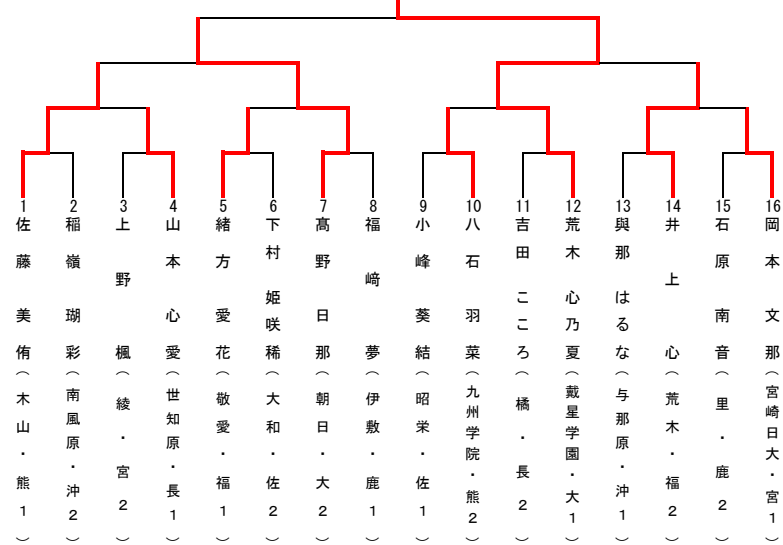 1 佐藤美侑（木山・熊1）
2 稲嶺瑚彩（南風原・沖2）
3 上野楓（綾・宮2）
4 山本心愛（世知原・長1）
5 緒方愛花（敬愛・福1）
6 下村姫咲稀（大和・佐2）
7 髙野日那（朝日・大2）
8 福﨑夢（伊敷・鹿1）
9 小峰葵結（昭栄・佐1）
10 八石羽菜（九州学院・熊2）
11 吉田こころ（橘・長2）
12 荒木心乃夏（戴星学園・大1）
13 與那はるな（与那原・沖1）
14 井上心（荒木・福2）
15 石原南音（里・鹿2）
16 岡本文那（宮崎日大・宮1）